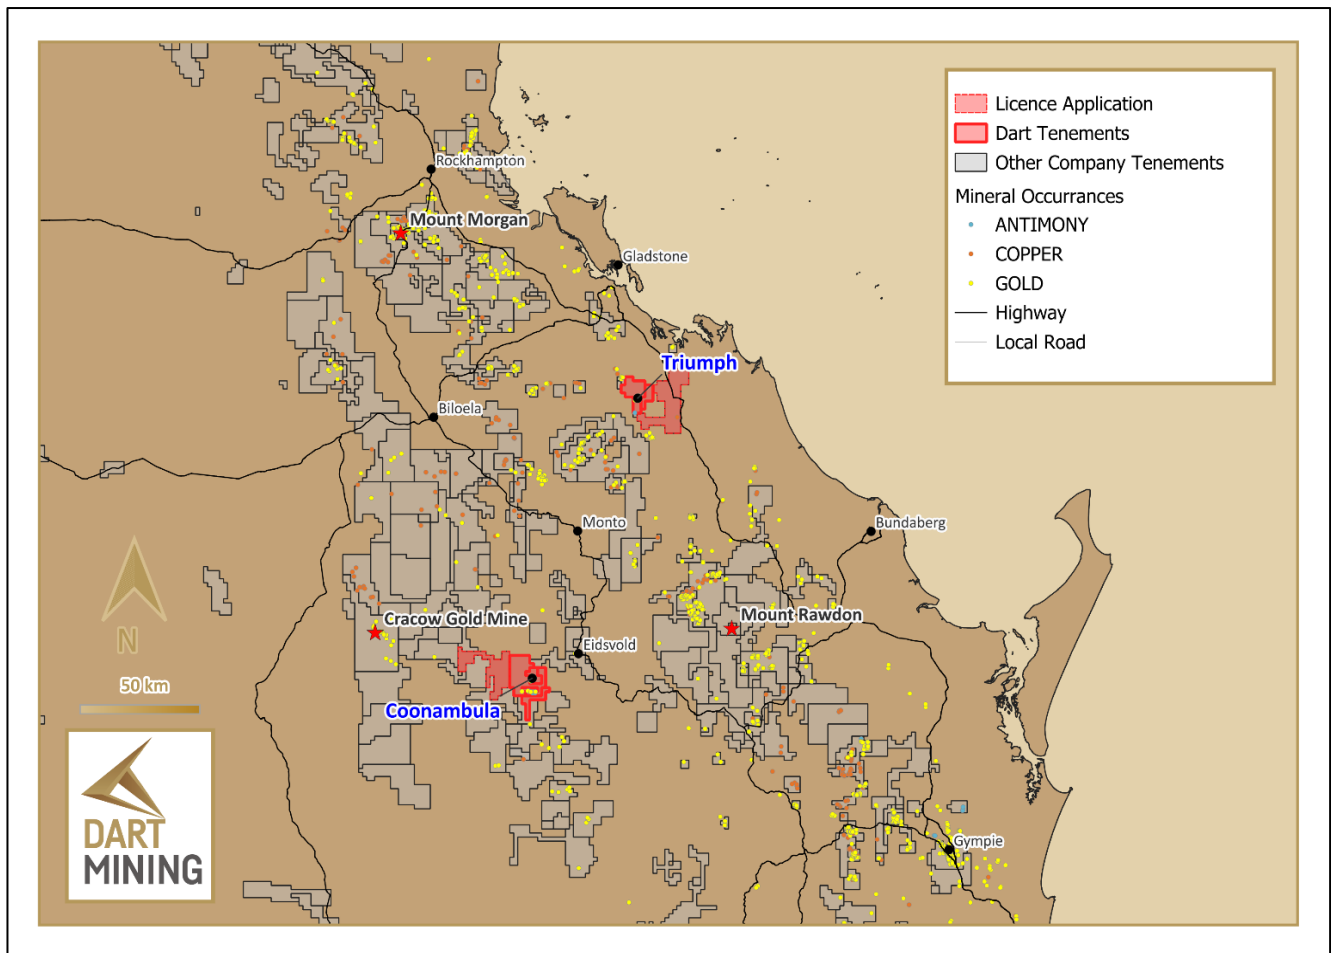 Licence Application
Dart Tenements
Other Company Tenements
Mineral Occurrances
ANTIMONY
COPPER
GOLD
Highway
Local Road
Rockhampton
Mount Morgan
Gladstone
Triumph
Biloela
Monto
Bundaberg
Cracow Gold Mine
Mount Rawdon
Eidsvold
N
50 km
Coonambula
DART
MINING
Gympie